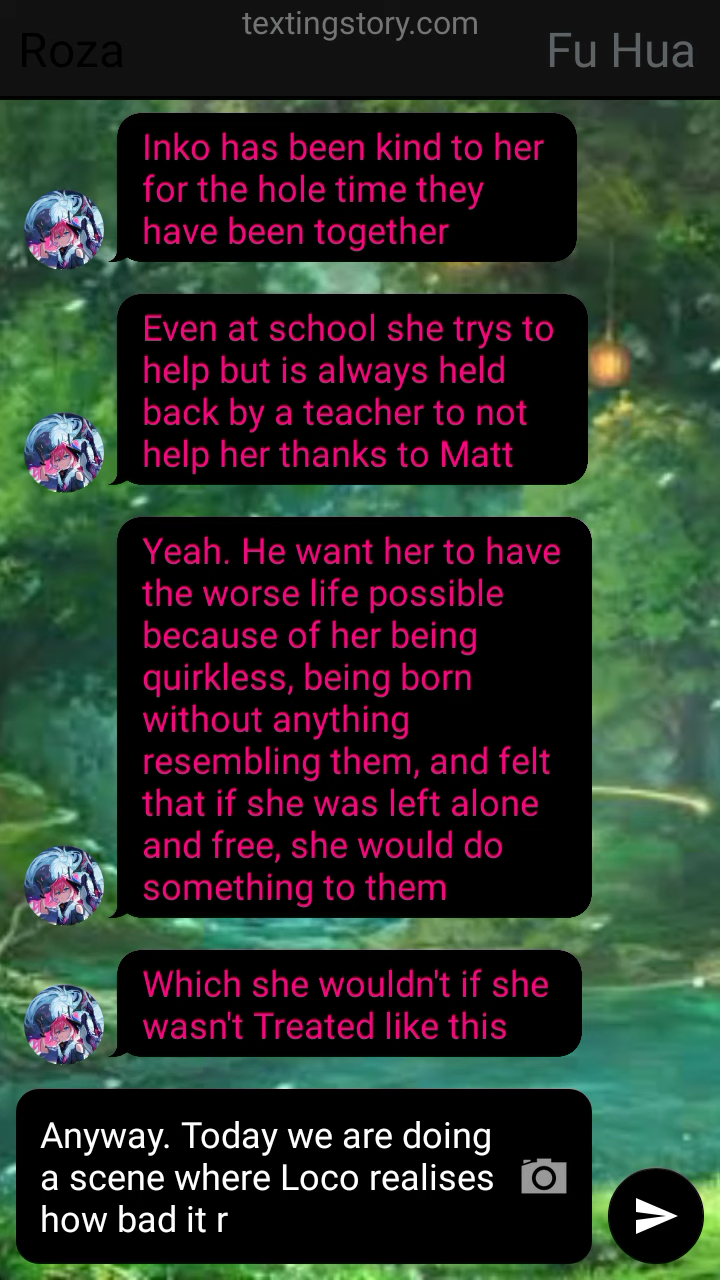 textingstory.com
Roza
Fu Hua
Inko has been kind to her
for the hole time they
have been together
Even at school she trys to
help but is always held
back by a teacher to not
help her thanks to Matt
Yeah. He want her to have
the worse life possible
because of her being
quirkless, being born
without anything
resembling them, and felt
that if she was left alone
and free, she would do
something to them
Which she wouldn't if she
wasn't Treated like this
Anyway. Today we are doing
a scene where Loco realises
how bad it r